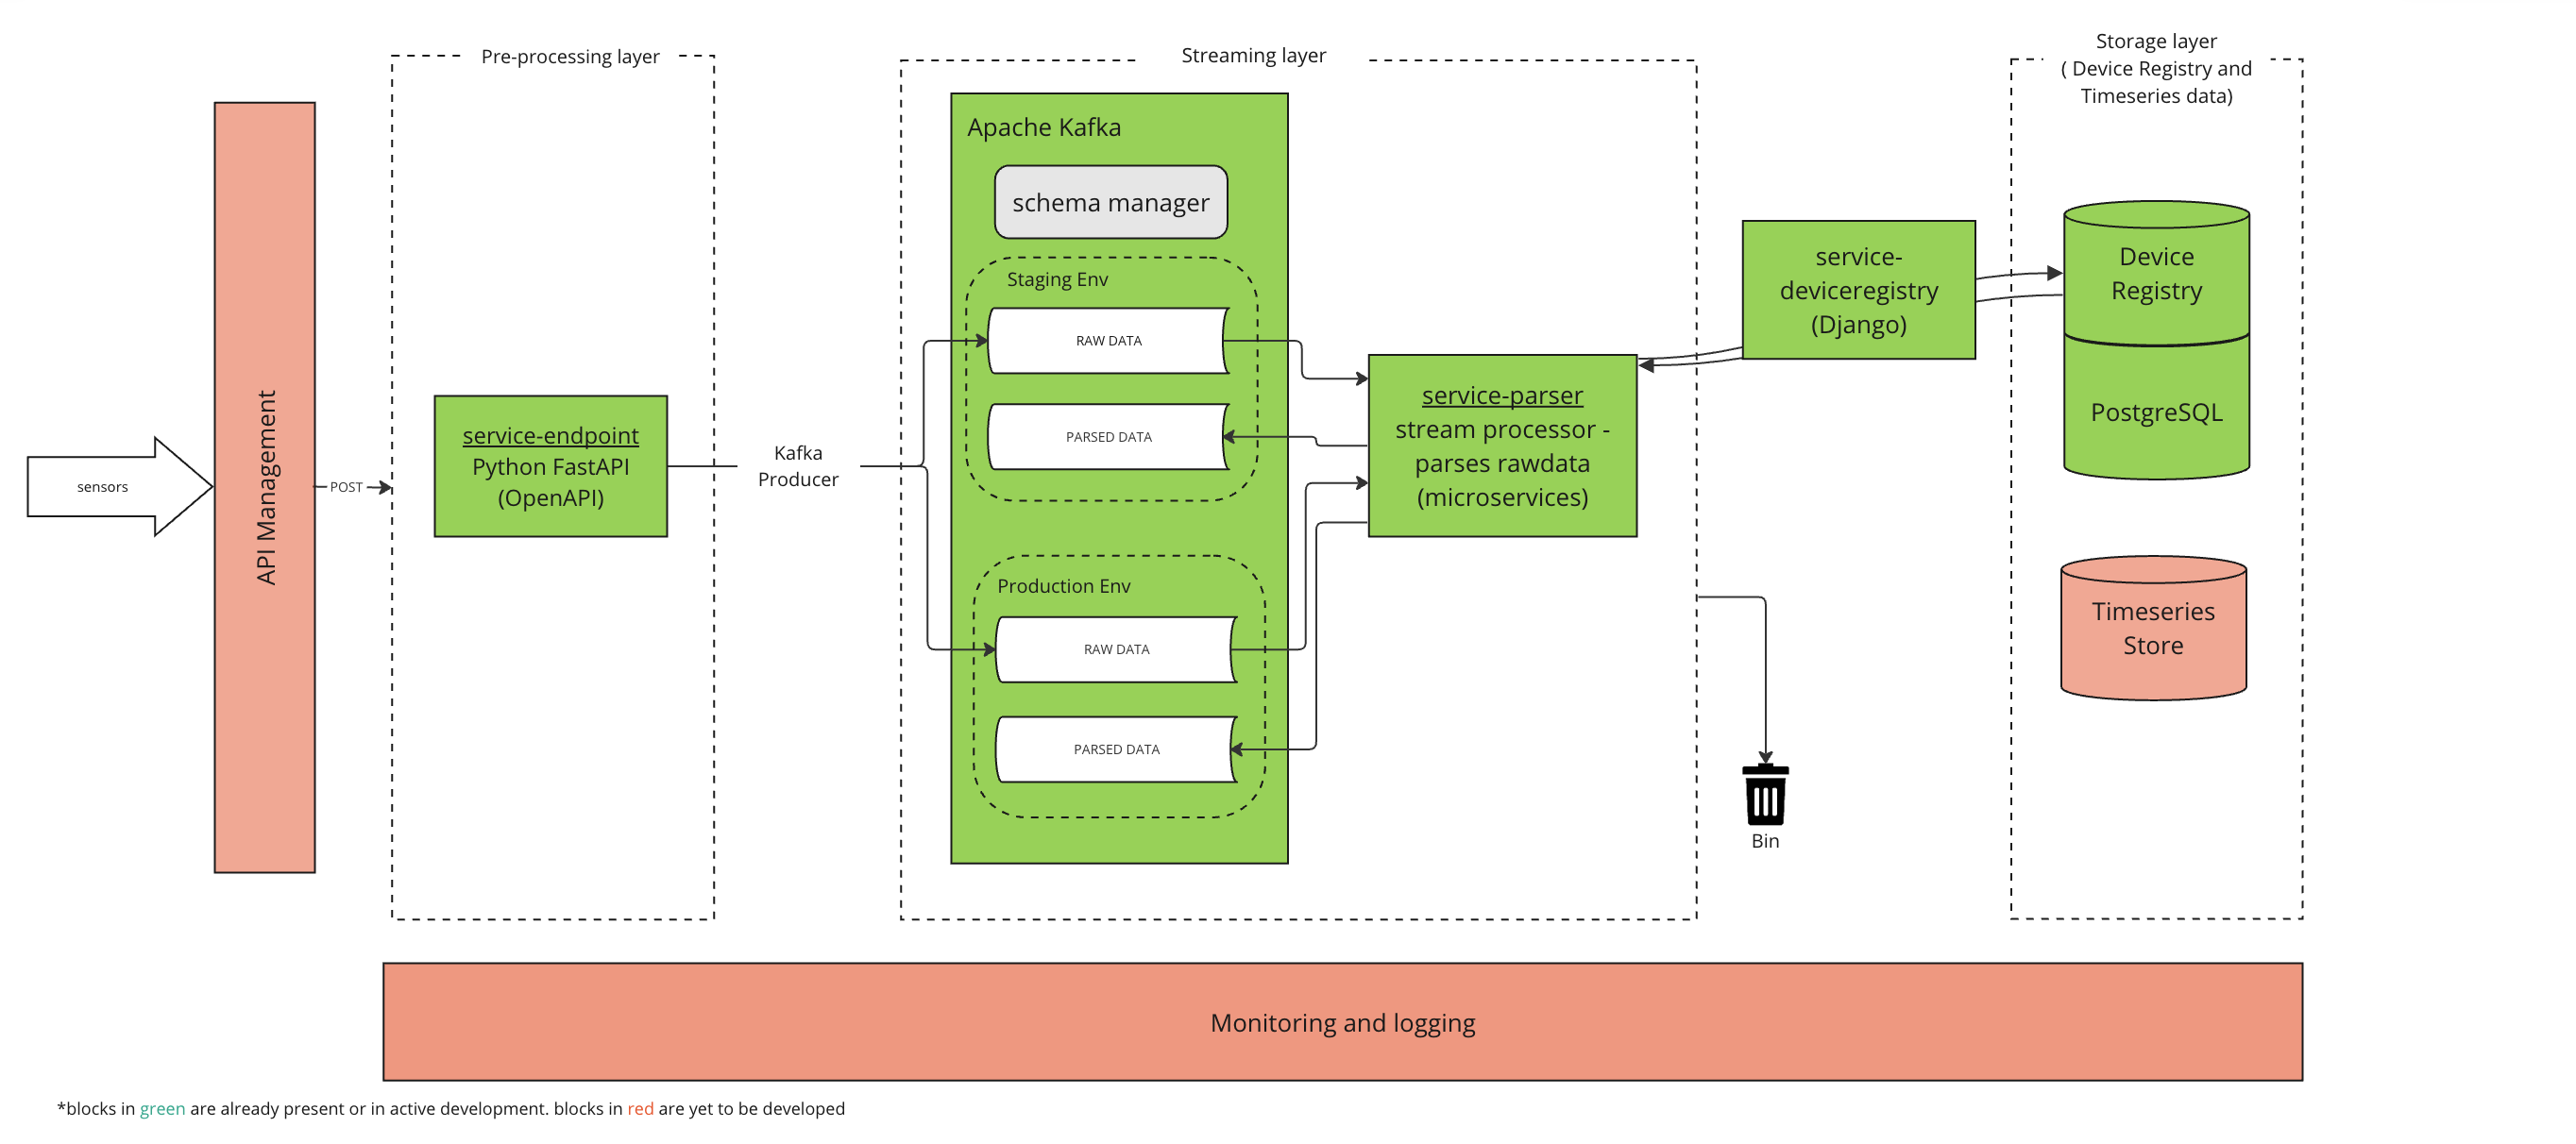 Pre-processing layer
Streaming layer
Storage layer
( Device Registry and
Timeseries data)
Apache Kafka
schema manager
Staging Env
RAW DATA
PARSED DATA
Production Env
RAW DATA
PARSED DATA
sensors
API Management
POST
service-endpoint
Python FastAPI
(OpenAPI)
Kafka
Producer
service-parser
stream processor -
parses rawdata
(microservices)
service-
deviceregistry
(Django)
Device
Registry
PostgreSQL
Timeseries
Store
Bin
Monitoring and logging
*blocks in green are already present or in active development. blocks in red are yet to be developed